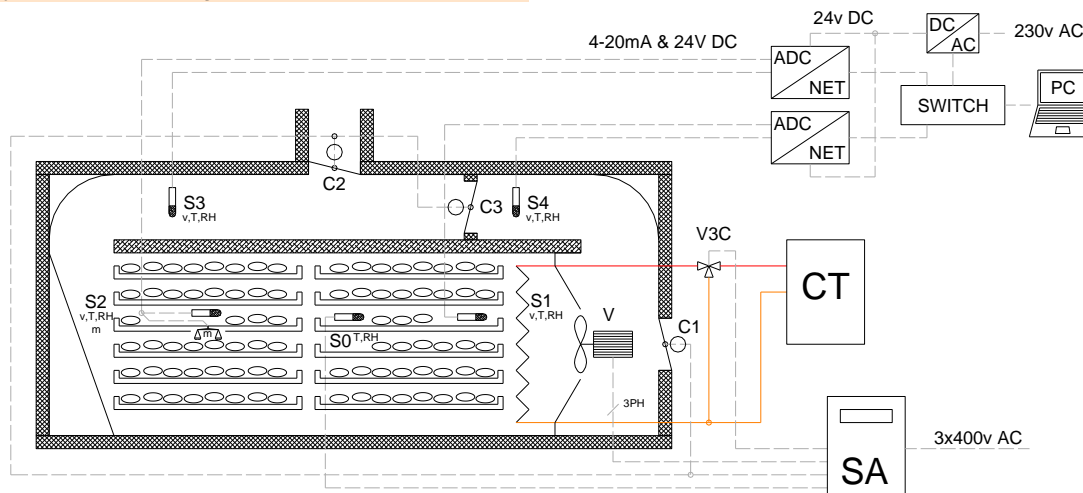 24v DC
DC
AC
230v AC
4-20mA & 24V DC
ADC
NET
PC
SWITCH
ADC
NET
C2
S3
v,T,RH
C3
S4
v,T,RH
V3C
CT
S2
v,T,RH
m
m
S0 T,RH
S1
v,T,RH
V
C1
3PH
3x400v AC
SA